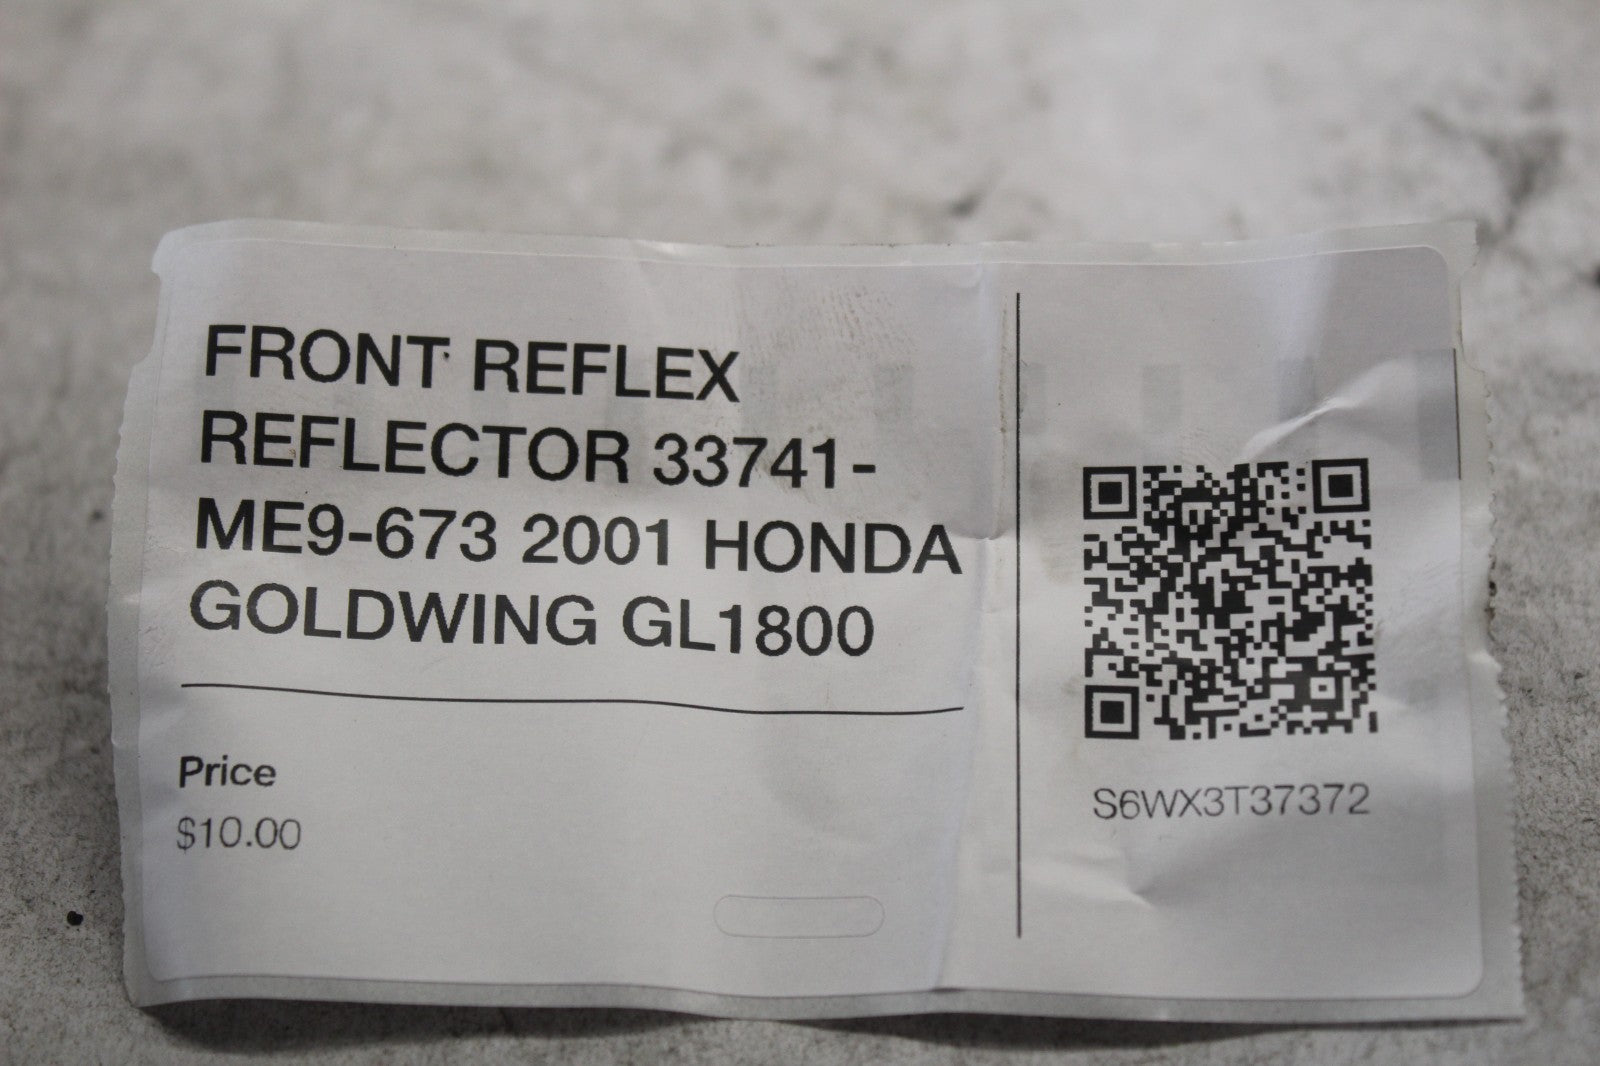 FRONT REFLEX
REFLECTOR 33741-
ME9-673 2001 HONDA
GOLDWING GL1800
Price
$10.00
S6WX3T37372